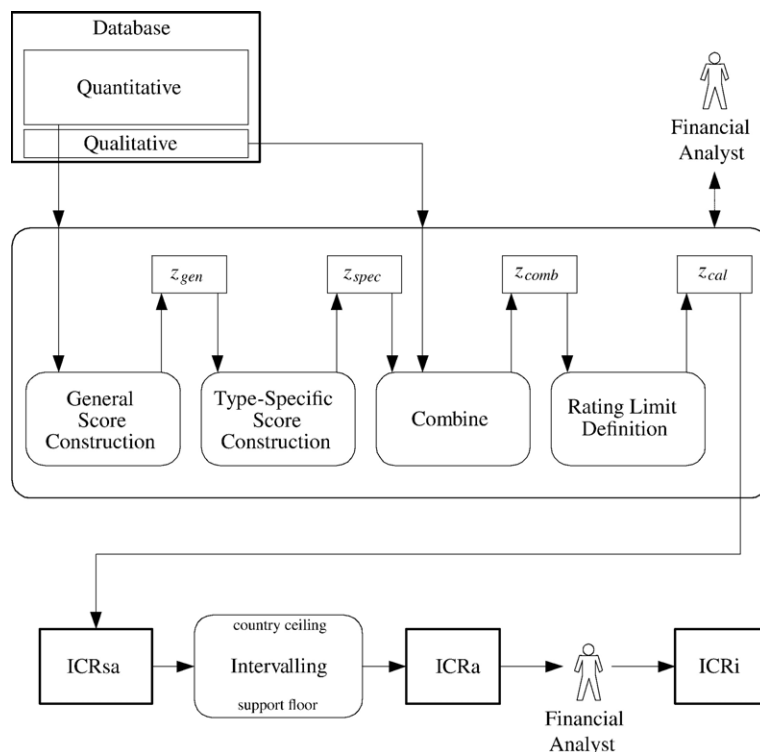 Database
Quantitative
Qualitative
Financial
Analyst
z_gen
z_spec
z_comb
z_cal
General
Score
Construction
Type-Specific
Score
Construction
Combine
Rating Limit
Definition
ICRsa
country ceiling
Intervalling
support floor
ICRa
Financial
Analyst
ICRi